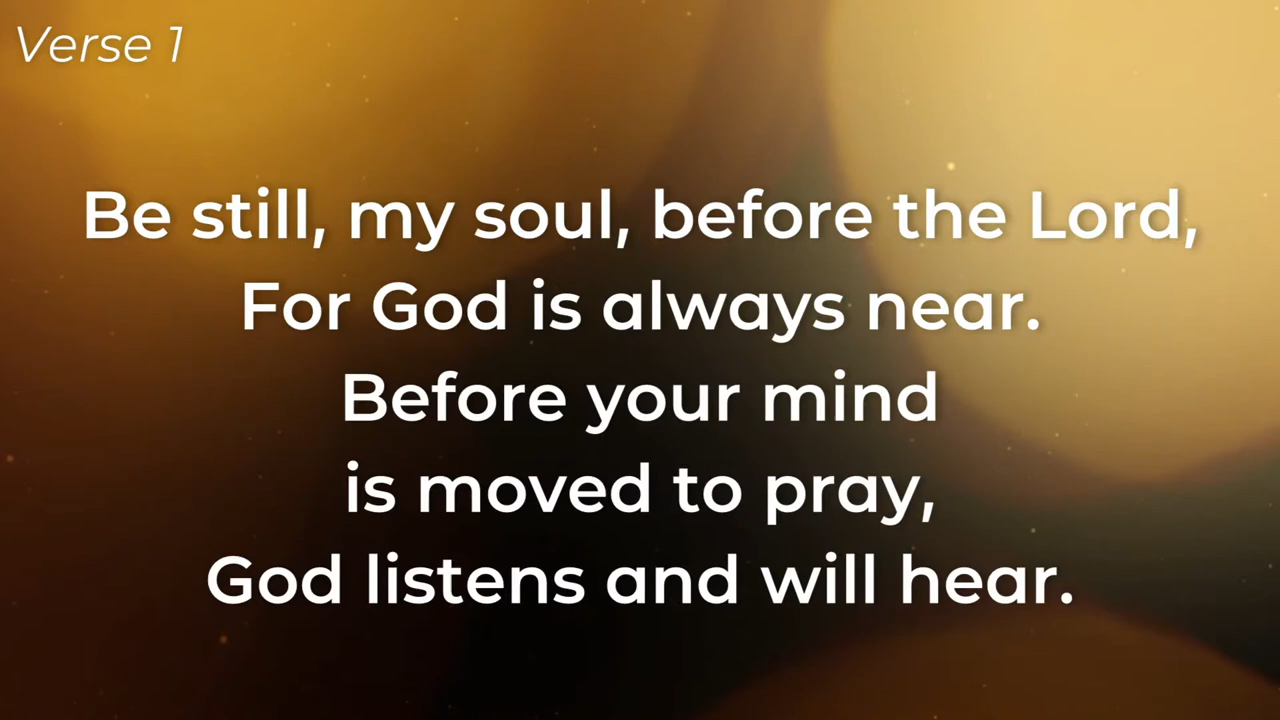 Verse 1
Be still, my soul, before the Lord,
For God is always near.
Before your mind
is moved to pray,
God listens and will hear.